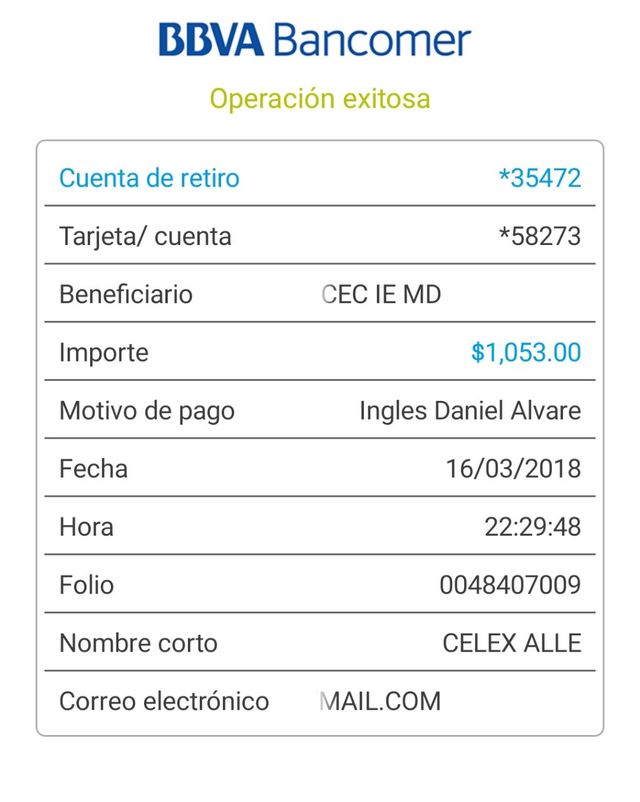 BBVA Bancomer
Operación exitosa
Cuenta de retiro *35472
Tarjeta/ cuenta *58273
Beneficiario CEC IE MD
Importe $1,053.00
Motivo de pago Ingles Daniel Alvare
Fecha 16/03/2018
Hora 22:29:48
Folio 0048407009
Nombre corto CELEX ALLE
Correo electrónico MAIL.COM